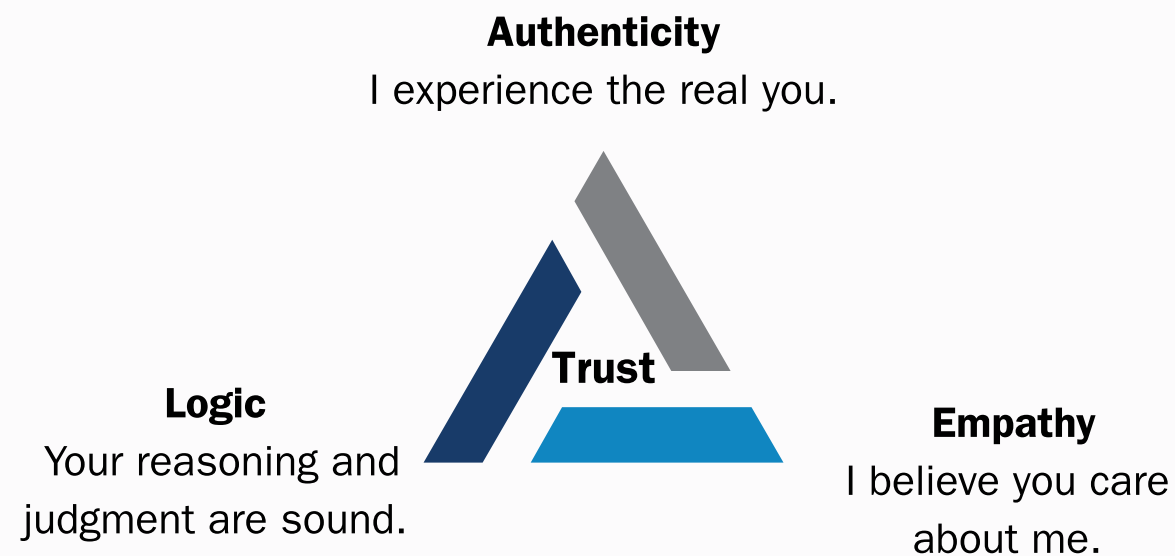 Authenticity
I experience the real you.
Trust
Logic
Your reasoning and
judgment are sound.
Empathy
I believe you care
about me.